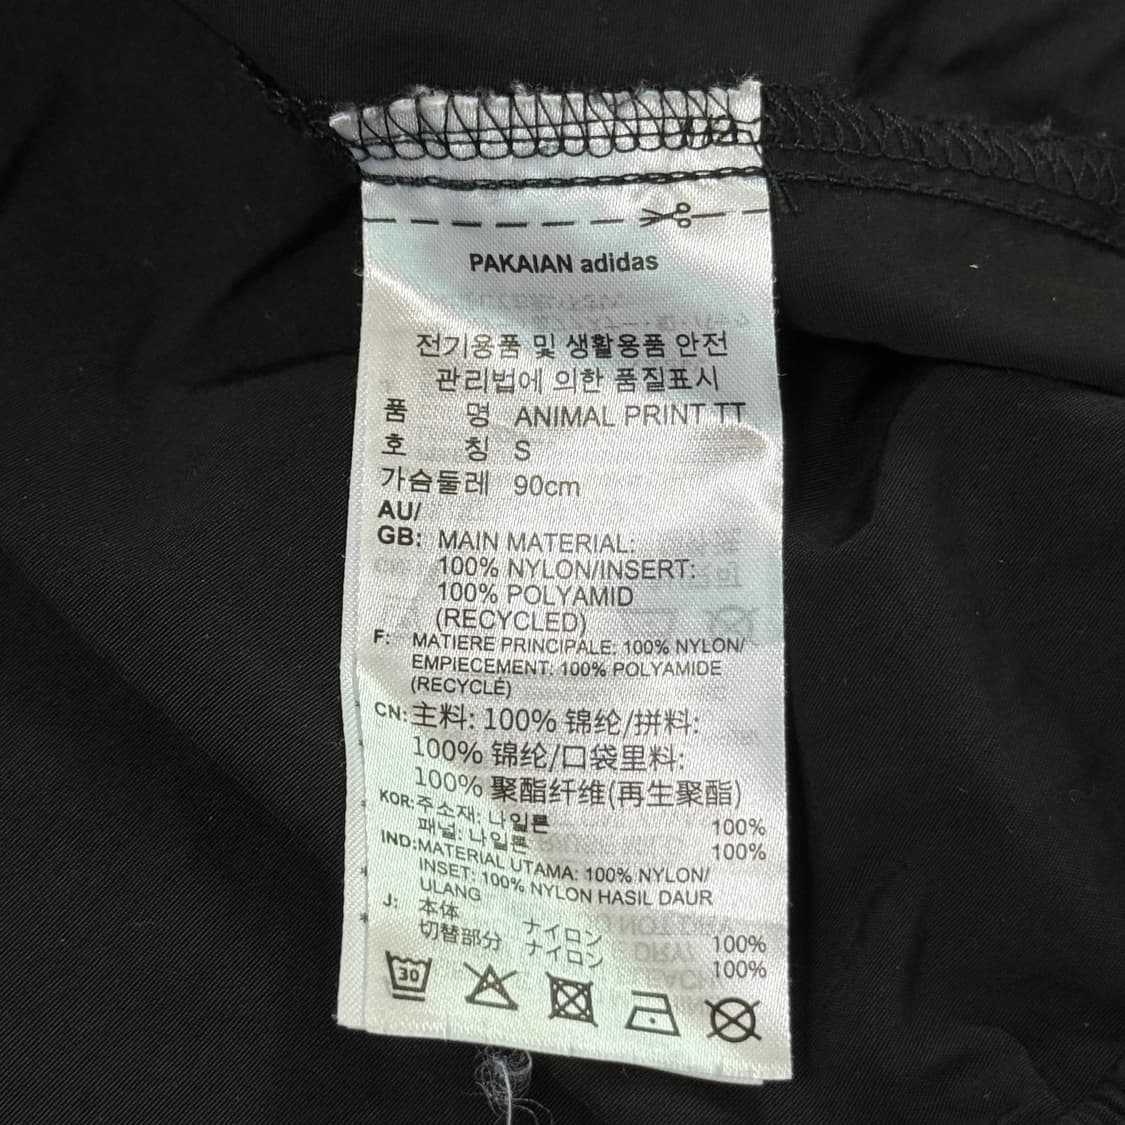 PAKAIAN adidas
전기용품 및 생활용품 안전
관리법에 의한 품질표시
품 명 ANIMAL PRINT TT
호 칭 S
가슴둘레 90cm
AU/
GB: MAIN MATERIAL:
100% NYLON/INSERT:
100% POLYAMID
(RECYCLED)
F: MATIERE PRINCIPALE: 100% NYLON/
EMPIECEMENT: 100% POLYAMIDE
(RECYCLÉ)
CN: 主料: 100% 锦纶/拼料:
100% 锦纶/口袋里料:
100% 聚酯纤维(再生聚酯)
KOR: 주소재: 나일론 100%
패널: 나일론 100%
IND: MATERIAL UTAMA: 100% NYLON/
INSET: 100% NYLON HASIL DAUR
ULANG
J: 本体 ナイロン 100%
切替部分 ナイロン 100%
30